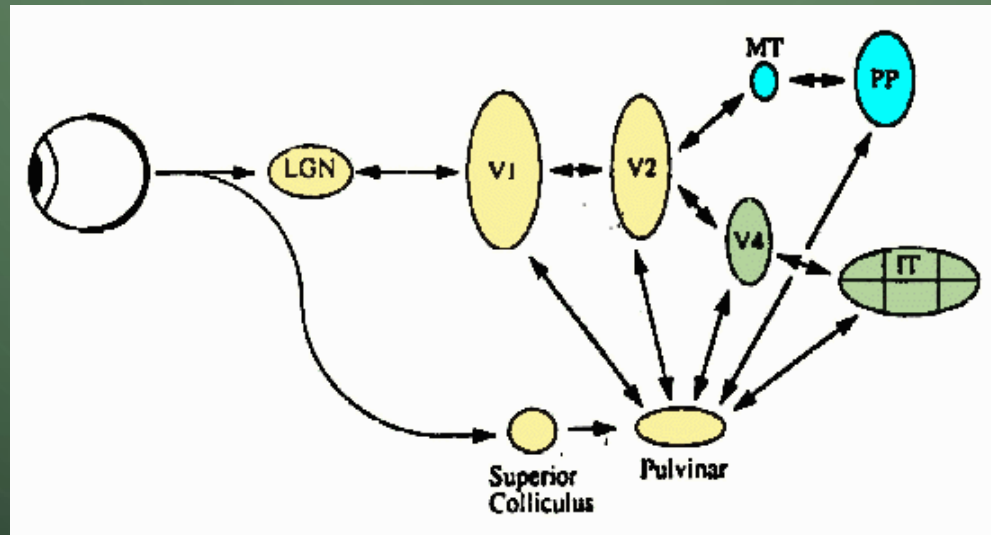 MT
PP
LGN
V1
V2
V4
IT
Superior
Colliculus
Pulvinar